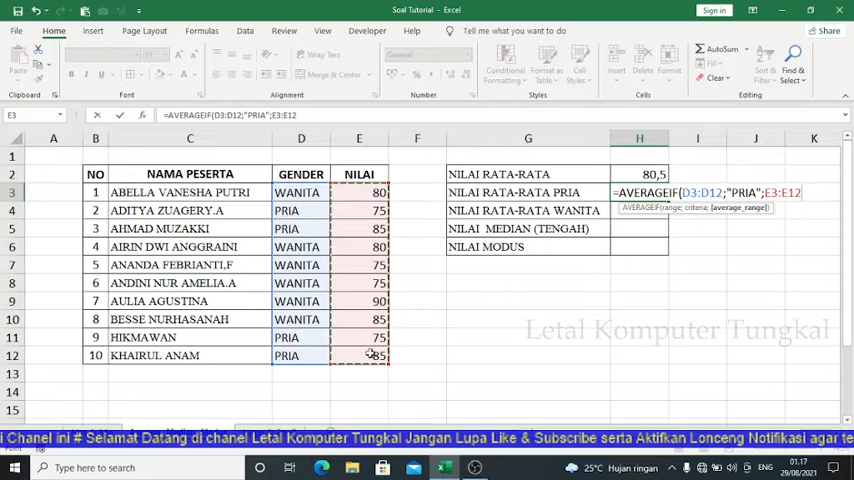 Soal Tutorial - Excel
Sign in
File Home Insert Page Layout Formulas Data Review View Developer Help Tell me what you want to do Share
Paste
General
Wrap Text
Merge & Center
Conditional Formatting
Format as Table
Cell Styles
Insert Delete Format
AutoSum
Fill
Clear
Sort & Filter
Find & Select
Clipboard Font Alignment Number Styles Cells Editing
E3 =AVERAGEIF(D3:D12;"PRIA";E3:E12
A B C D E F G H I J K
1
2 NO NAMA PESERTA GENDER NILAI NILAI RATA-RATA 80,5
3 1 ABELLA VANESHA PUTRI WANITA 80 NILAI RATA-RATA PRIA =AVERAGEIF(D3:D12;"PRIA";E3:E12
AVERAGEIF(range; criteria; [average_range])
4 2 ADITYA ZUAGERY.A PRIA 75 NILAI RATA-RATA WANITA
5 3 AHMAD MUZAKKI PRIA 85 NILAI MEDIAN (TENGAH)
6 4 AIRIN DWI ANGGRAINI WANITA 80 NILAI MODUS
7 5 ANANDA FEBRIANTI,F WANITA 75
8 6 ANDINI NUR AMELIA.A WANITA 75
9 7 AULIA AGUSTINA WANITA 90
10 8 BESSE NURHASANAH WANITA 85
11 9 HIKMAWAN PRIA 75
12 10 KHAIRUL ANAM PRIA 85
13
14
15
Letal Komputer Tungkal
i Chanel ini # Selamat Datang di chanel Letal Komputer Tungkal Jangan Lupa Like & Subscribe serta Aktifkan Lonceng Notifikasi agar te
Point
Type here to search
25°C Hujan ringan
ENG
01.17
29/08/2021